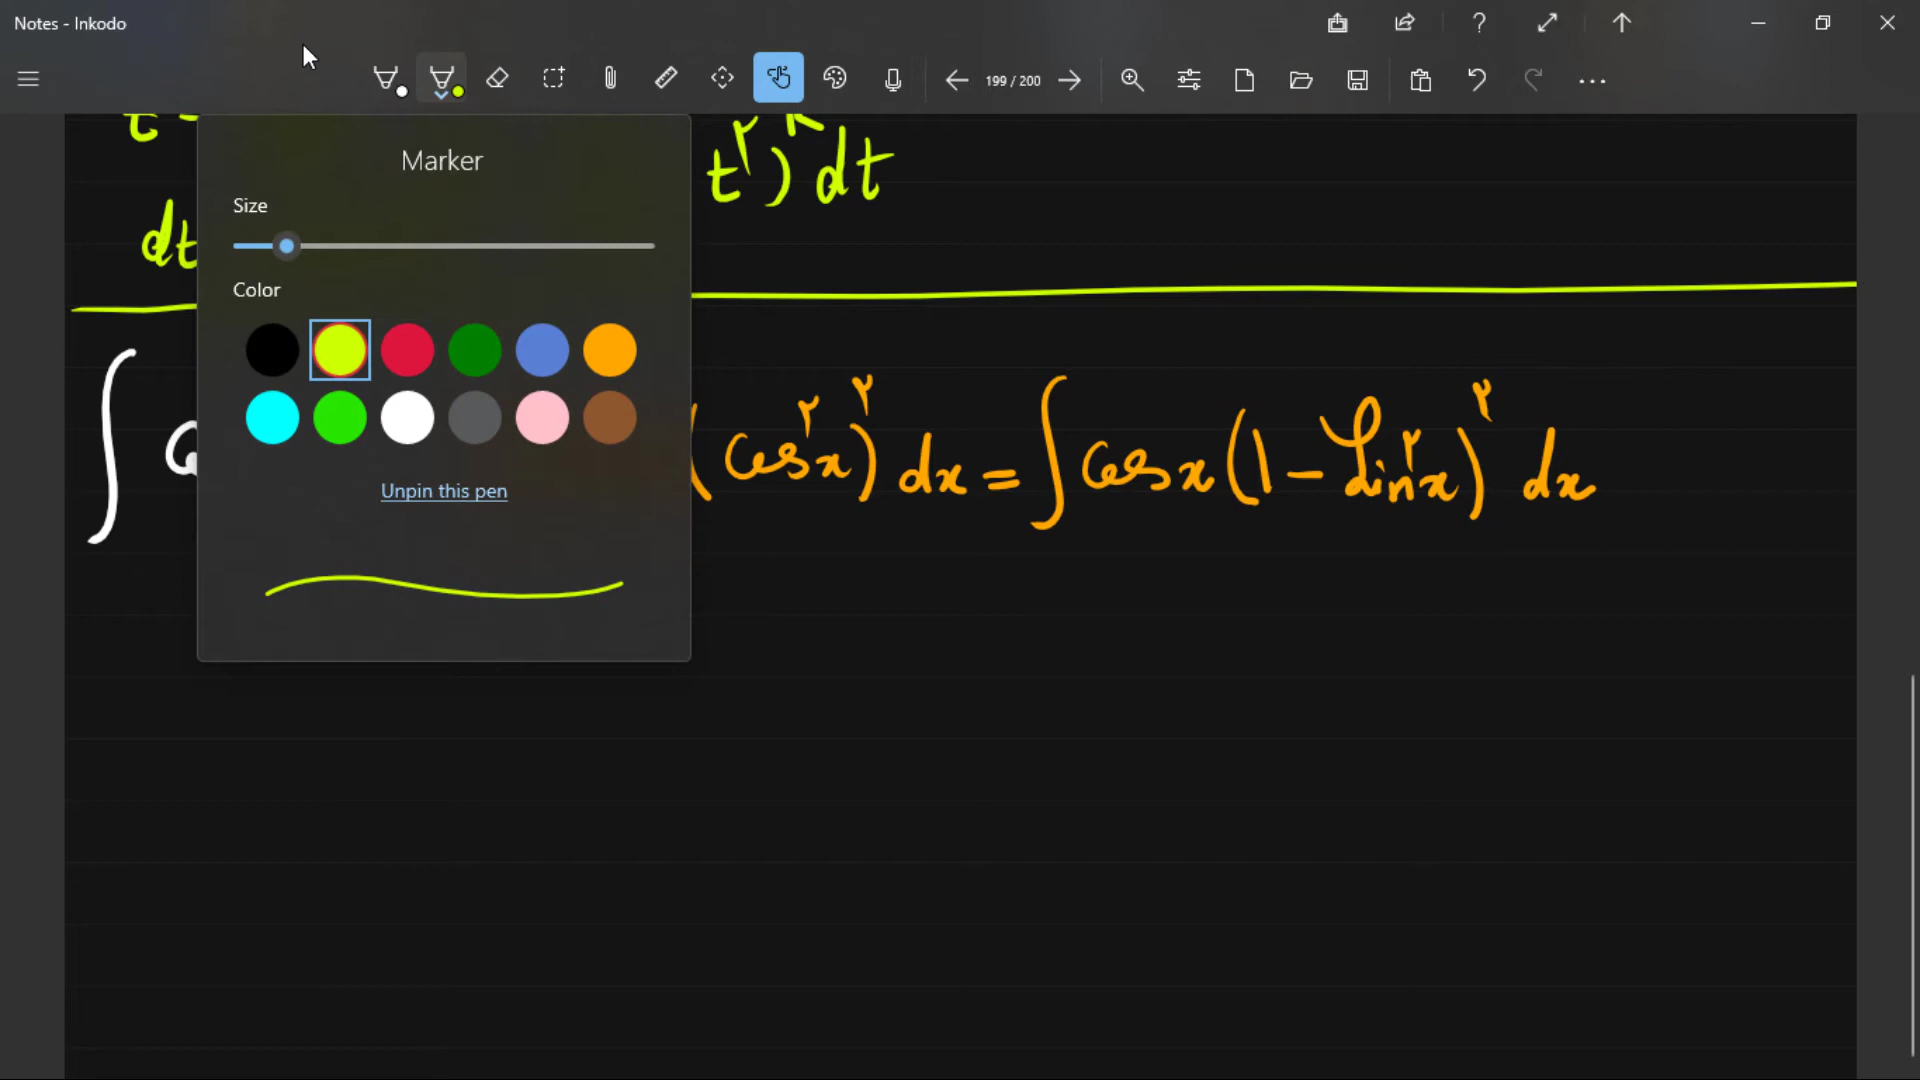 Notes - Inkodo
199 / 200
t -
t²) dt
dt
Marker
Size
Color
∫ (cos²x)² dx = ∫ cos x (1 - sin²x)² dx
Unpin this pen